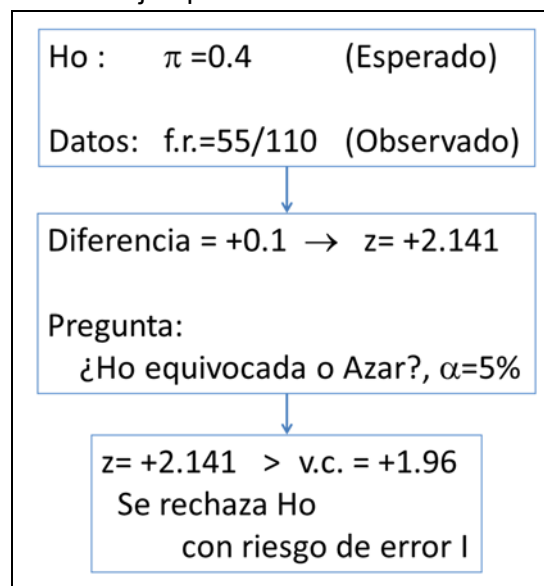 Ho : π =0.4 (Esperado)
Datos: f.r.=55/110 (Observado)
Diferencia = +0.1 → z= +2.141
Pregunta:
¿Ho equivocada o Azar?, α=5%
z= +2.141 > v.c. = +1.96
Se rechaza Ho
con riesgo de error I